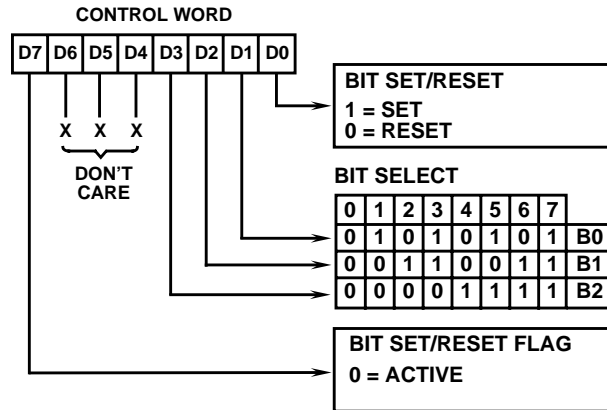 CONTROL WORD
D7 D6 D5 D4 D3 D2 D1 D0
BIT SET/RESET
1 = SET
0 = RESET
X X X
DON'T
CARE
BIT SELECT
0 1 2 3 4 5 6 7
0 1 0 1 0 1 0 1 B0
0 0 1 1 0 0 1 1 B1
0 0 0 0 1 1 1 1 B2
BIT SET/RESET FLAG
0 = ACTIVE